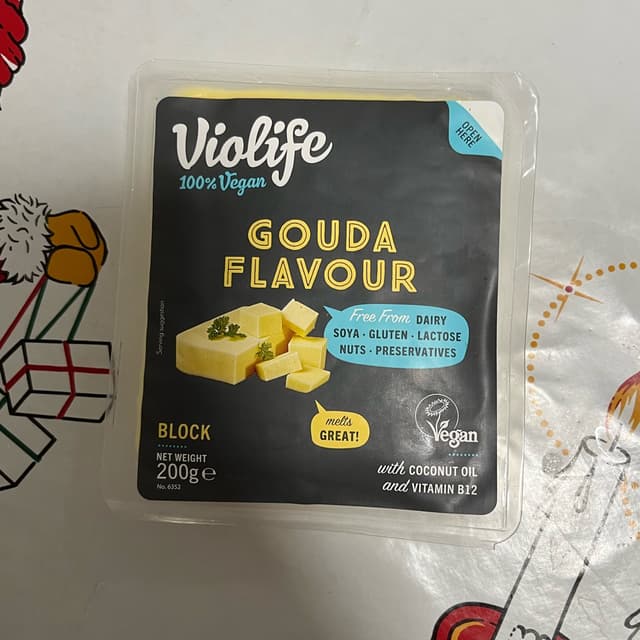 Violife
100% Vegan
OPEN
HERE
GOUDA
FLAVOUR
Free From DAIRY
SOYA · GLUTEN · LACTOSE
NUTS · PRESERVATIVES
Serving suggestion
melts
GREAT!
BLOCK
NET WEIGHT
200g ℮
No. 6353
Vegan
with COCONUT OIL
and VITAMIN B12